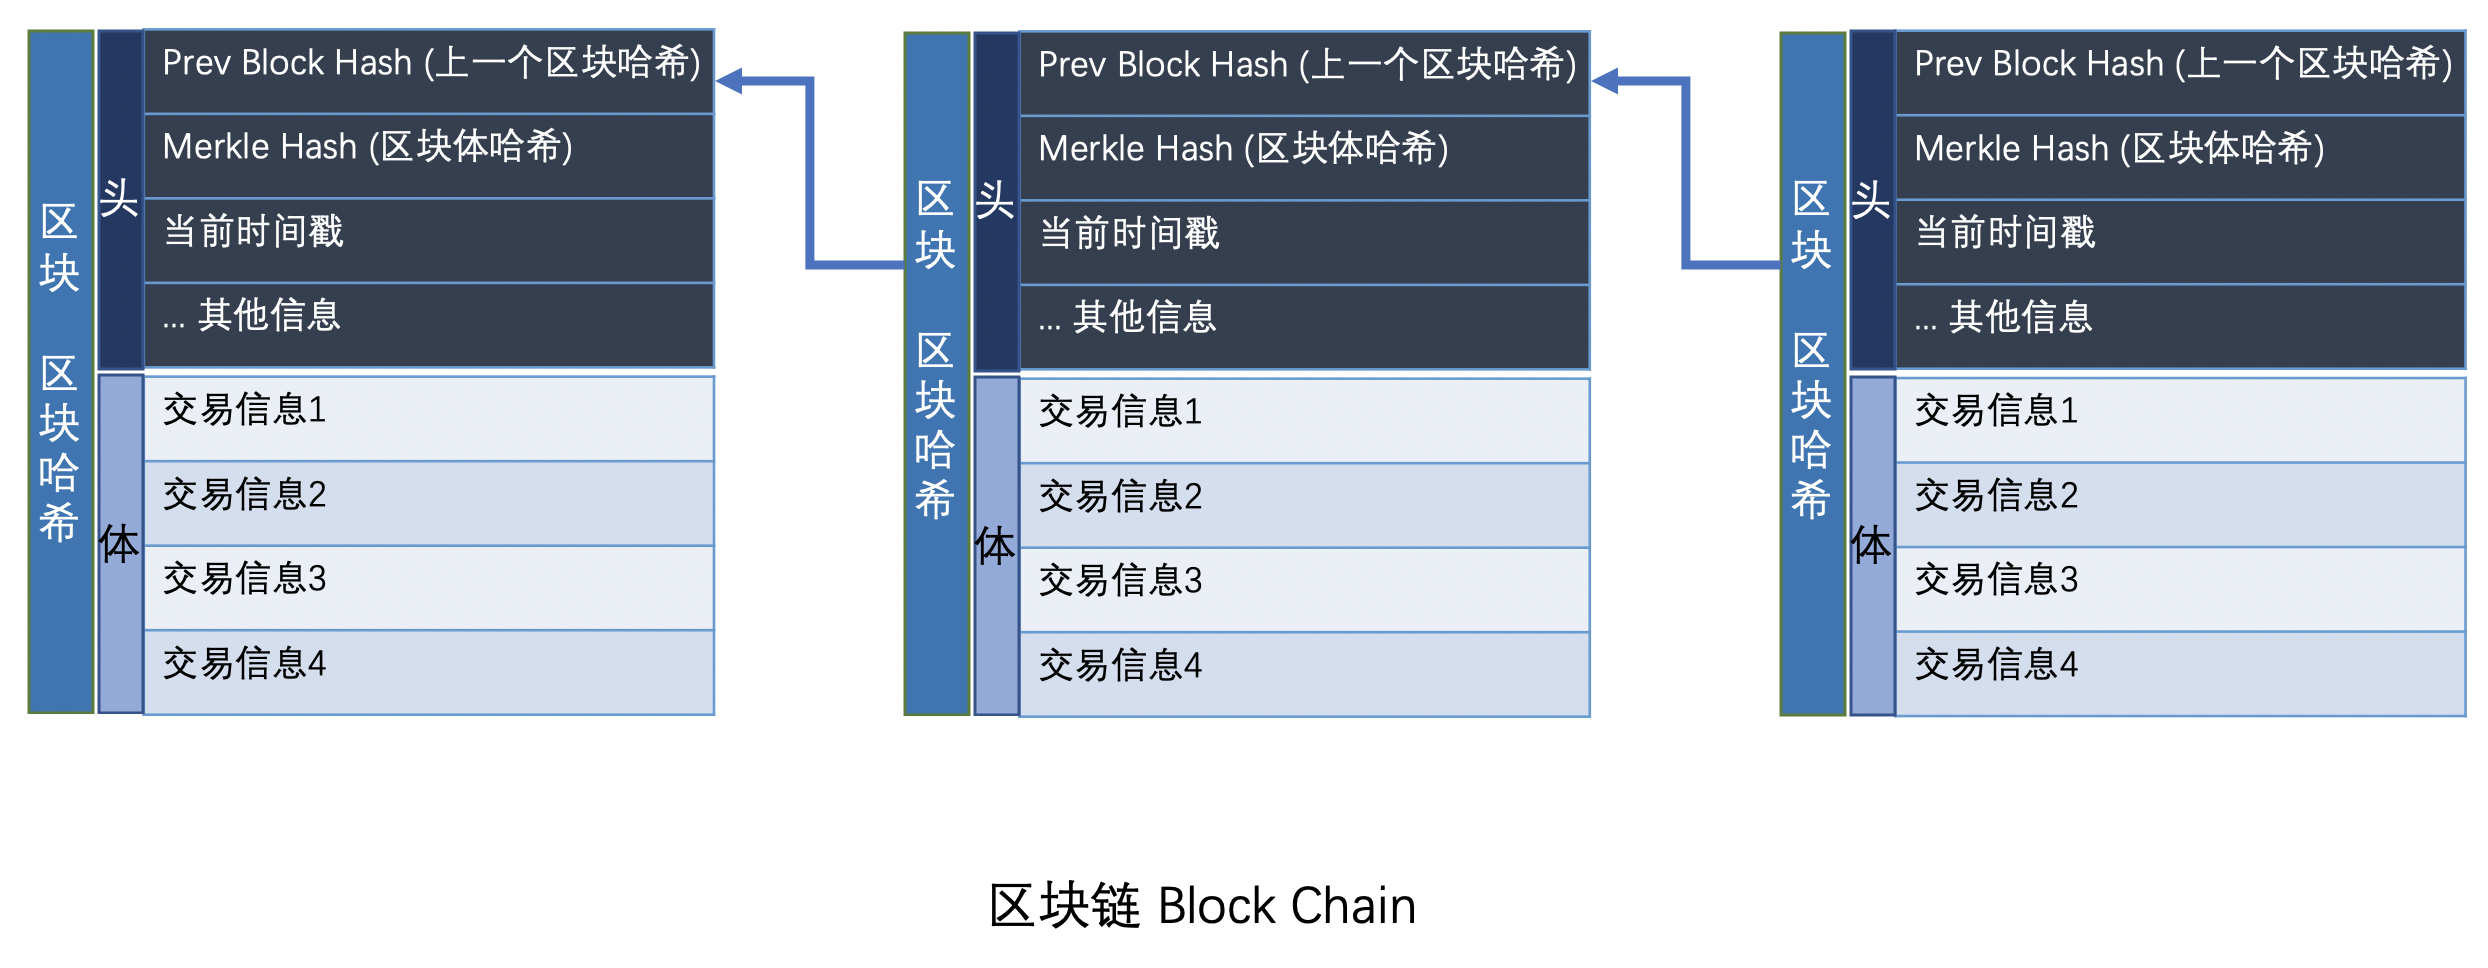 区块 区块哈希
头
Prev Block Hash (上一个区块哈希)
Merkle Hash (区块体哈希)
当前时间戳
... 其他信息
体
交易信息1
交易信息2
交易信息3
交易信息4
区块 区块哈希
头
Prev Block Hash (上一个区块哈希)
Merkle Hash (区块体哈希)
当前时间戳
... 其他信息
体
交易信息1
交易信息2
交易信息3
交易信息4
区块 区块哈希
头
Prev Block Hash (上一个区块哈希)
Merkle Hash (区块体哈希)
当前时间戳
... 其他信息
体
交易信息1
交易信息2
交易信息3
交易信息4
区块链 Block Chain